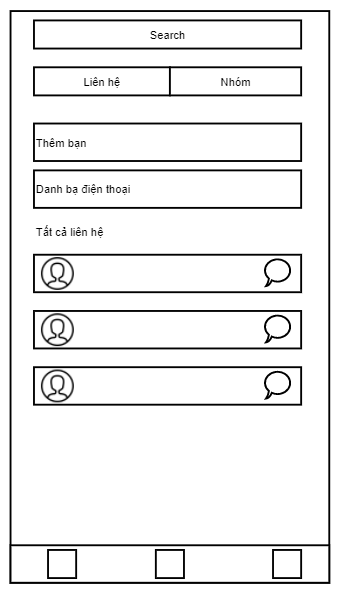 Search
Liên hệ
Nhóm
Thêm bạn
Danh bạ điện thoại
Tất cả liên hệ